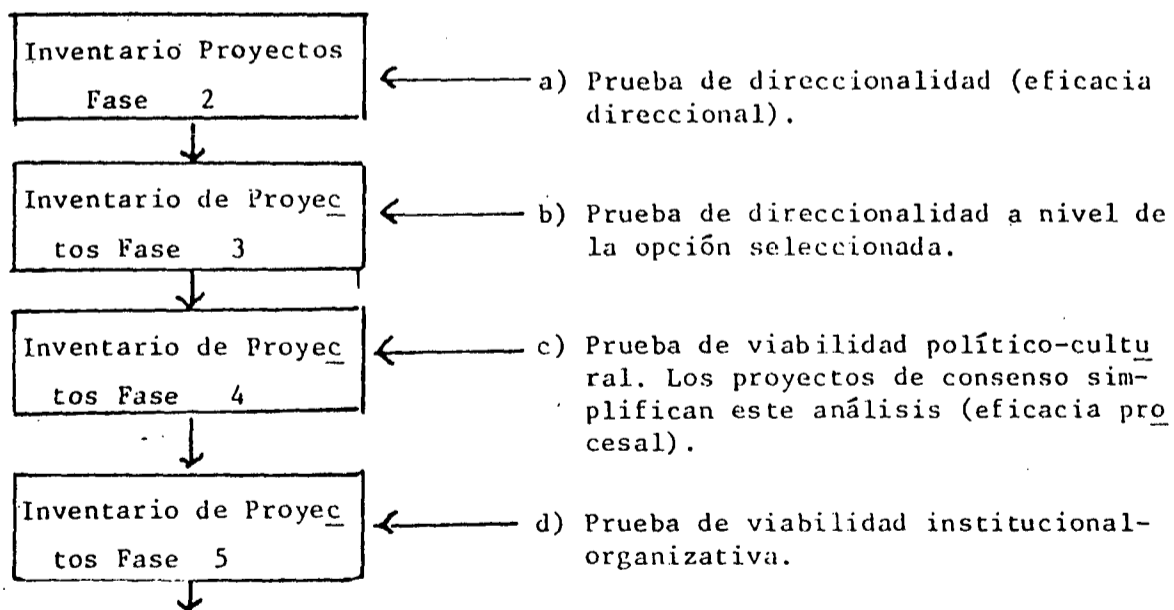 Inventario Proyectos
Fase 2
a) Prueba de direccionalidad (eficacia
direccional).
Inventario de Proyec
tos Fase 3
b) Prueba de direccionalidad a nivel de
la opción seleccionada.
Inventario de Proyec
tos Fase 4
c) Prueba de viabilidad político-cultu
ral. Los proyectos de consenso sim-
plifican este análisis (eficacia pro
cesal).
Inventario de Proyec
tos Fase 5
d) Prueba de viabilidad institucional-
organizativa.